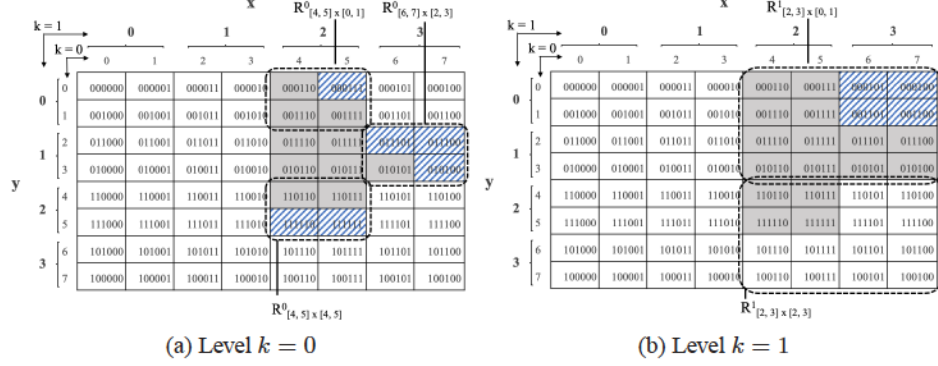 x
R⁰[4, 5] x [0, 1]
R⁰[6, 7] x [2, 3]
k = 1
0 1 2 3
k = 0
0 1 2 3 4 5 6 7
y
0
0 000000 000001 000011 000010 000110 000111 000101 000100
1 001000 001001 001011 001010 001110 001111 001101 001100
1
2 011000 011001 011011 011010 011110 01111 011101 011100
3 010000 010001 010011 010010 010110 01011 010101 010100
2
4 110000 110001 110011 110010 110110 110111 110101 110100
5 111000 111001 111011 111010 111110 111111 111101 111100
3
6 101000 101001 101011 101010 101110 101111 101101 101100
7 100000 100001 100011 100010 100110 100111 100101 100100
R⁰[4, 5] x [4, 5]
(a) Level k = 0
x
R¹[2, 3] x [0, 1]
k = 1
0 1 2 3
k = 0
0 1 2 3 4 5 6 7
y
0
0 000000 000001 000011 000010 000110 000111 000101 000100
1 001000 001001 001011 001010 001110 001111 001101 001100
1
2 011000 011001 011011 011010 011110 011111 011101 011100
3 010000 010001 010011 010010 010110 010111 010101 010100
2
4 110000 110001 110011 110010 110110 110111 110101 110100
5 111000 111001 111011 111010 111110 111111 111101 111100
3
6 101000 101001 101011 101010 101110 101111 101101 101100
7 100000 100001 100011 100010 100110 100111 100101 100100
R¹[2, 3] x [2, 3]
(b) Level k = 1